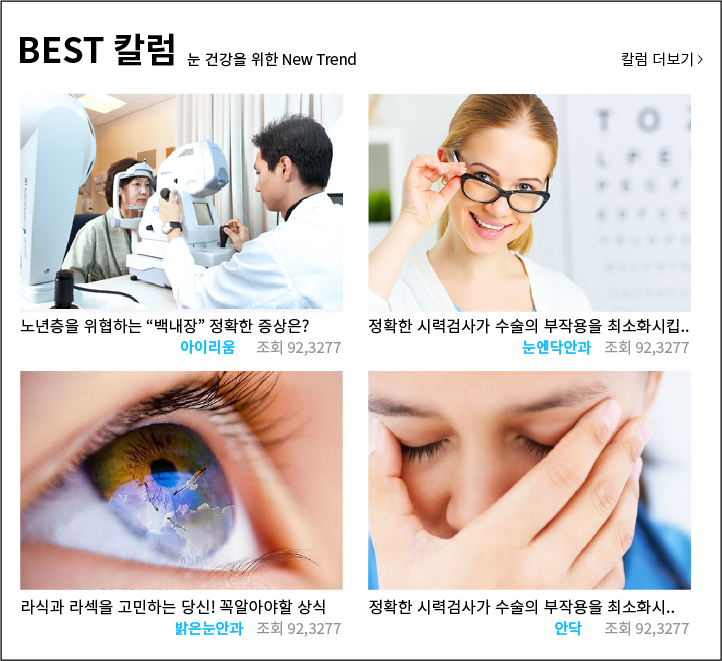 BEST 칼럼 눈 건강을 위한 New Trend
칼럼 더보기 >
노년층을 위협하는 “백내장” 정확한 증상은?
아이리움 조회 92,3277
정확한 시력검사가 수술의 부작용을 최소화시킵..
눈엔닥안과 조회 92,3277
라식과 라섹을 고민하는 당신! 꼭알아야할 상식
밝은눈안과 조회 92,3277
정확한 시력검사가 수술의 부작용을 최소화시..
안닥 조회 92,3277